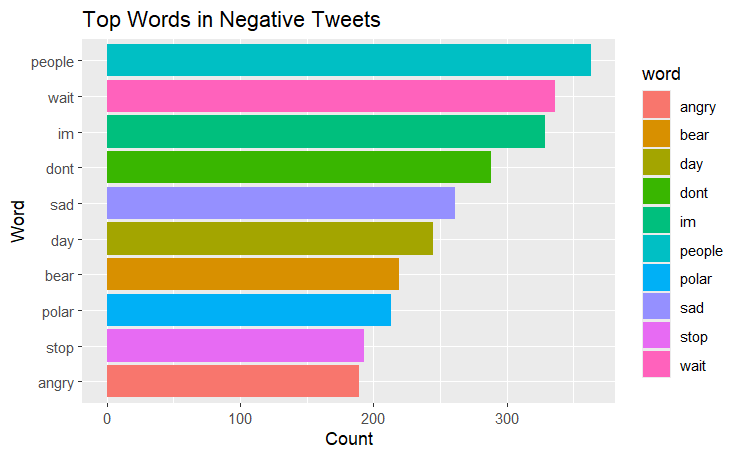 Top Words in Negative Tweets
people
wait
im
dont
sad
day
bear
polar
stop
angry
Word
0 100 200 300
Count
word
angry
bear
day
dont
im
people
polar
sad
stop
wait